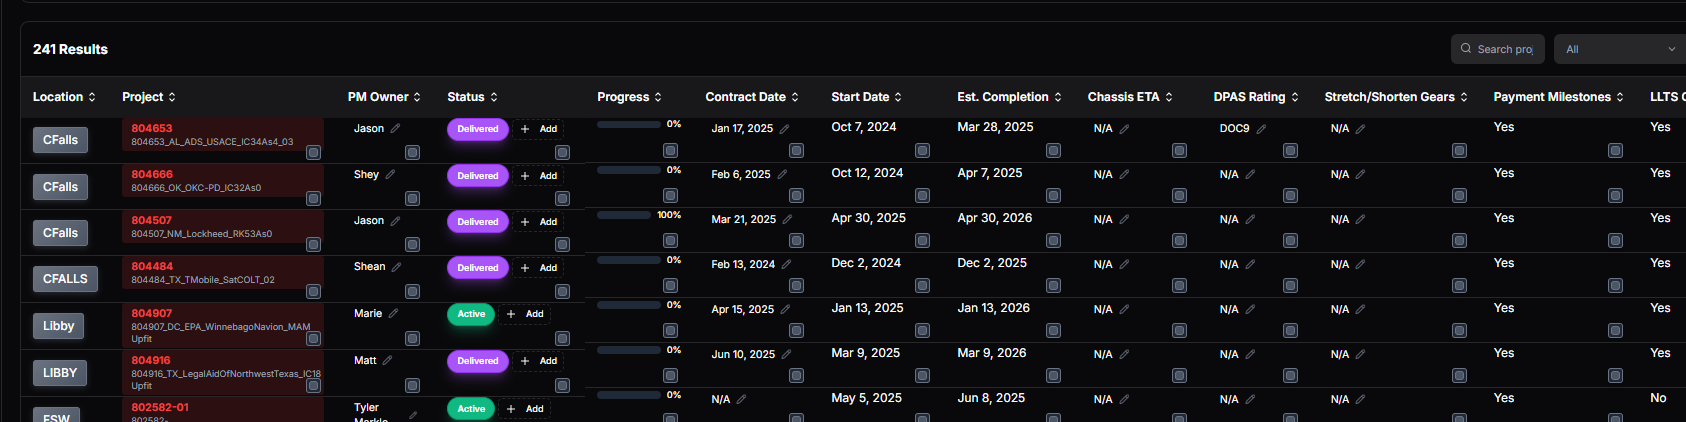 241 Results
Search proj
All
Location Project PM Owner Status Progress Contract Date Start Date Est. Completion Chassis ETA DPAS Rating Stretch/Shorten Gears Payment Milestones LLTS
CFalls 804653 Jason Delivered + Add 0% Jan 17, 2025 Oct 7, 2024 Mar 28, 2025 N/A DOC9 N/A Yes Yes
804653_AL_ADS_USACE_IC34As4_03
CFalls 804666 Shey Delivered + Add 0% Feb 6, 2025 Oct 12, 2024 Apr 7, 2025 N/A N/A N/A Yes Yes
804666_OK_OKC-PD_IC32As0
CFalls 804507 Jason Delivered + Add 100% Mar 21, 2025 Apr 30, 2025 Apr 30, 2026 N/A N/A N/A Yes Yes
804507_NM_Lockheed_RK53As0
CFALLS 804484 Shean Delivered + Add 0% Feb 13, 2024 Dec 2, 2024 Dec 2, 2025 N/A N/A N/A Yes Yes
804484_TX_TMobile_SatCOLT_02
Libby 804907 Marie Active + Add 0% Apr 15, 2025 Jan 13, 2025 Jan 13, 2026 N/A N/A N/A Yes Yes
804907_DC_EPA_WinnebagoNavion_MAM
Upfit
LIBBY 804916 Matt Delivered + Add 0% Jun 10, 2025 Mar 9, 2025 Mar 9, 2026 N/A N/A N/A Yes Yes
804916_TX_LegalAidOfNorthwestTexas_IC18
Upfit
FSW 802582-01 Tyler Active + Add 0% N/A May 5, 2025 Jun 8, 2025 N/A N/A N/A Yes No
802582-